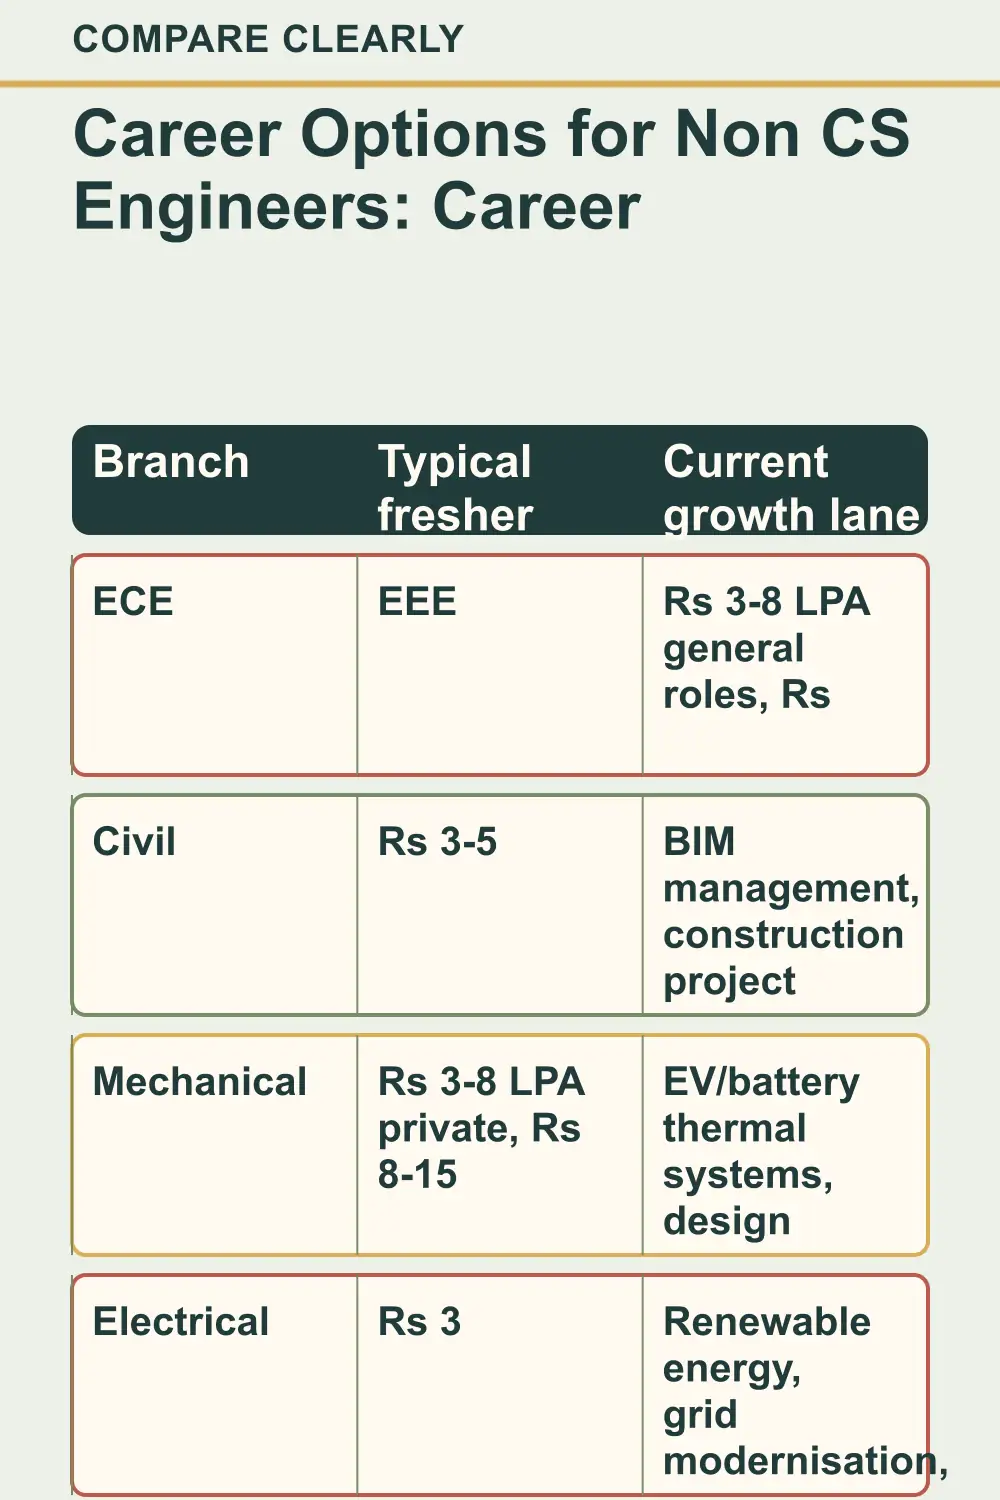 COMPARE CLEARLY
Career Options for Non CS
Engineers: Career
Branch
Typical
fresher
Current
growth lane
ECE
EEE
Rs 3-8 LPA
general
roles, Rs
Civil
Rs 3-5
BIM
management,
construction
project
Mechanical
Rs 3-8 LPA
private, Rs
8-15
EV/battery
thermal
systems,
design
Electrical
Rs 3
Renewable
energy,
grid
modernisation,